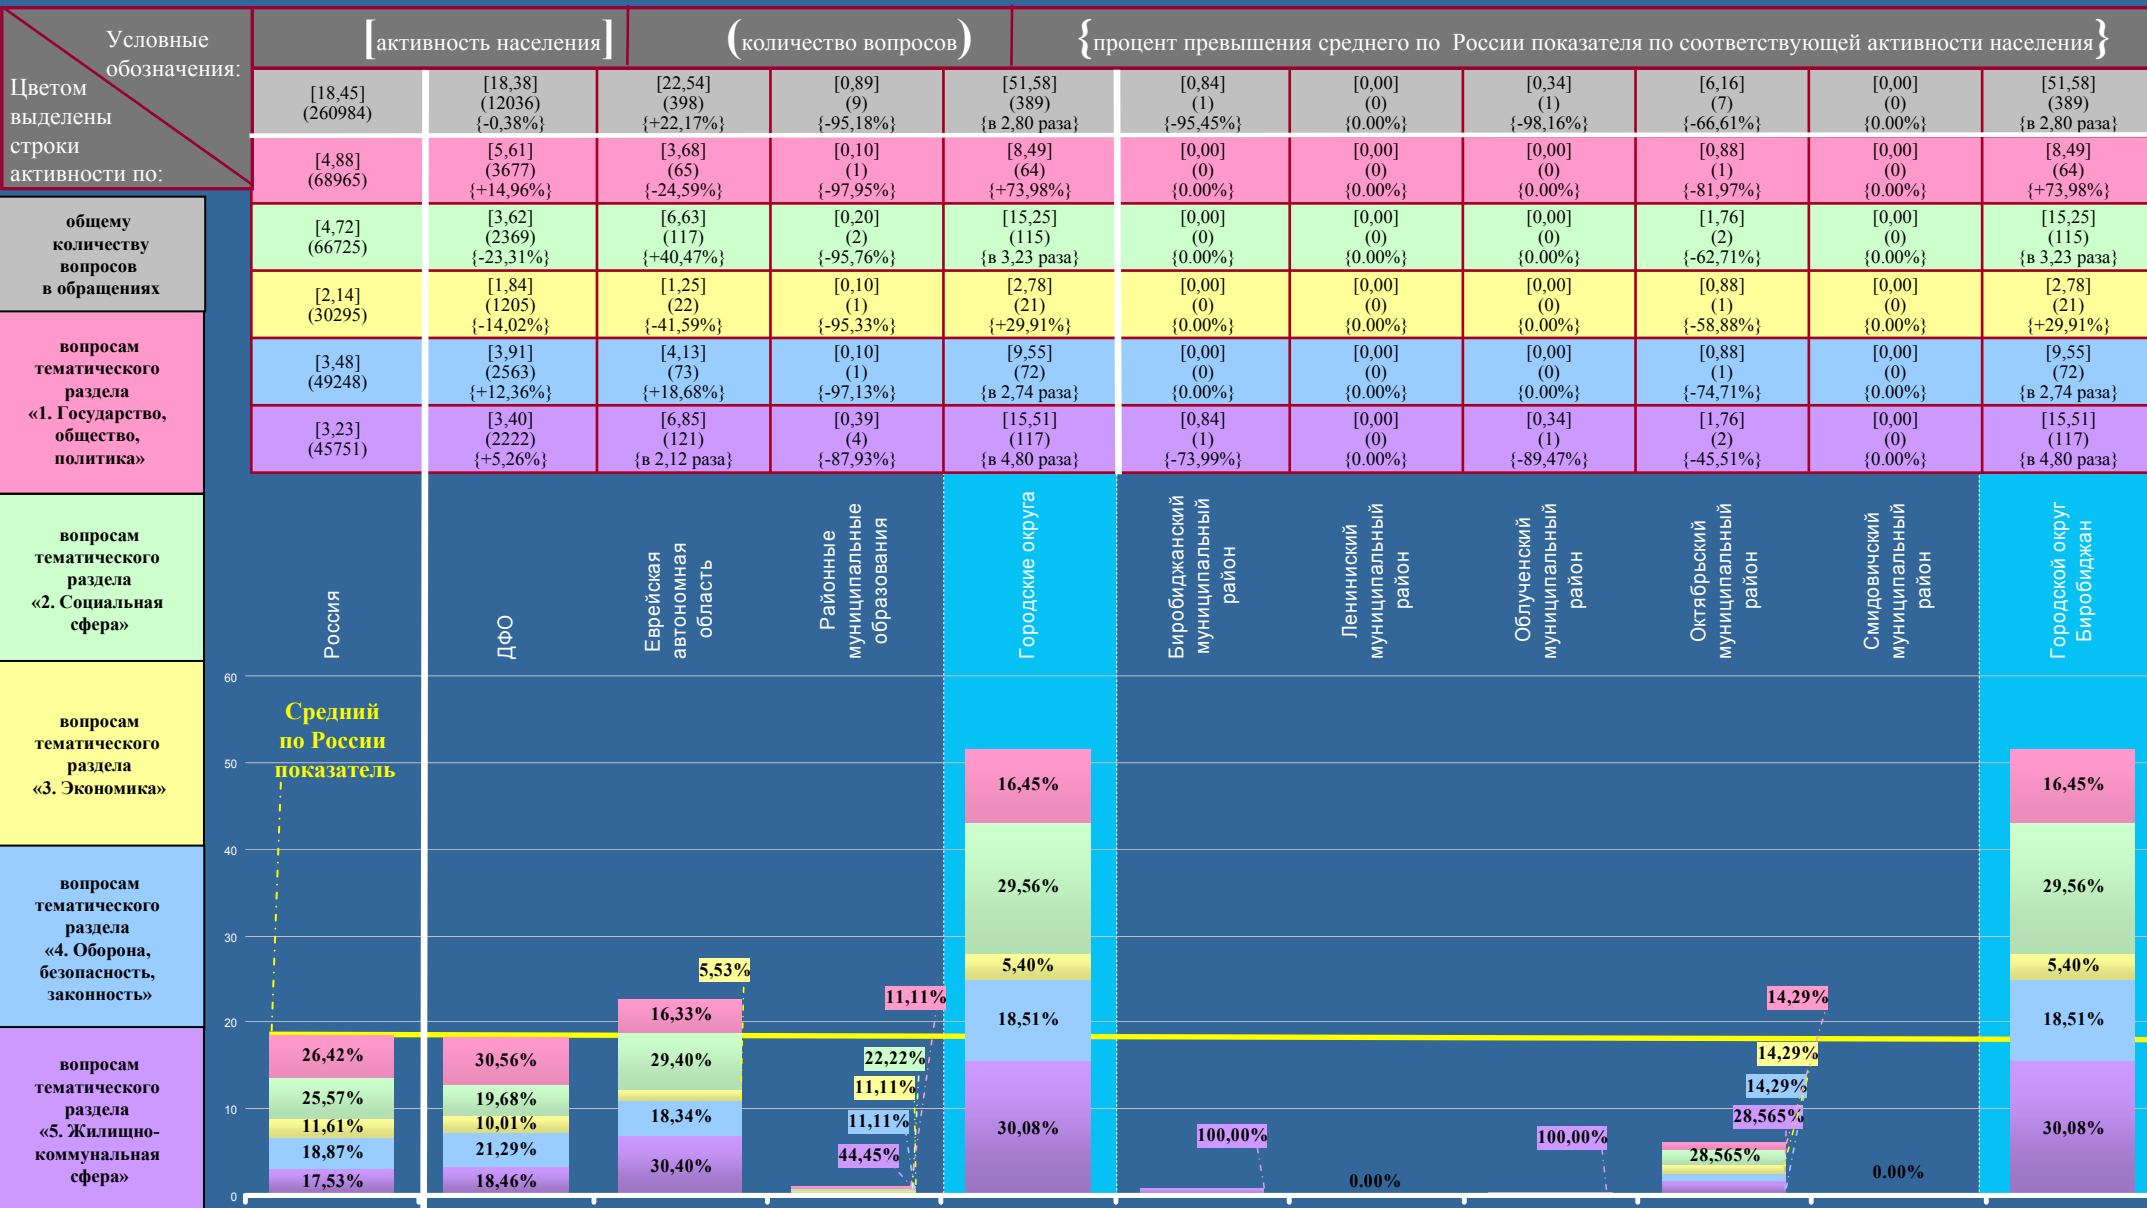 Условные
обозначения:
Цветом
выделены
строки
активности по:
[активность населения]
(количество вопросов)
{процент превышения среднего по России показателя по соответствующей активности населения}
[18,45]
(260984)
[18,38]
(12036)
{-0,38%}
[22,54]
(398)
{+22,17%}
[0,89]
(9)
{-95,18%}
[51,58]
(389)
{в 2,80 раза}
[0,84]
(1)
{-95,45%}
[0,00]
(0)
{0.00%}
[0,34]
(1)
{-98,16%}
[6,16]
(7)
{-66,61%}
[0,00]
(0)
{0.00%}
[51,58]
(389)
{в 2,80 раза}
[4,88]
(68965)
[5,61]
(3677)
{+14,96%}
[3,68]
(65)
{-24,59%}
[0,10]
(1)
{-97,95%}
[8,49]
(64)
{+73,98%}
[0,00]
(0)
{0.00%}
[0,00]
(0)
{0.00%}
[0,00]
(0)
{0.00%}
[0,88]
(1)
{-81,97%}
[0,00]
(0)
{0.00%}
[8,49]
(64)
{+73,98%}
[4,72]
(66725)
[3,62]
(2369)
{-23,31%}
[6,63]
(117)
{+40,47%}
[0,20]
(2)
{-95,76%}
[15,25]
(115)
{в 3,23 раза}
[0,00]
(0)
{0.00%}
[0,00]
(0)
{0.00%}
[0,00]
(0)
{0.00%}
[1,76]
(2)
{-62,71%}
[0,00]
(0)
{0.00%}
[15,25]
(115)
{в 3,23 раза}
[2,14]
(30295)
[1,84]
(1205)
{-14,02%}
[1,25]
(22)
{-41,59%}
[0,10]
(1)
{-95,33%}
[2,78]
(21)
{+29,91%}
[0,00]
(0)
{0.00%}
[0,00]
(0)
{0.00%}
[0,00]
(0)
{0.00%}
[0,88]
(1)
{-58,88%}
[0,00]
(0)
{0.00%}
[2,78]
(21)
{+29,91%}
[3,48]
(49248)
[3,91]
(2563)
{+12,36%}
[4,13]
(73)
{+18,68%}
[0,10]
(1)
{-97,13%}
[9,55]
(72)
{в 2,74 раза}
[0,00]
(0)
{0.00%}
[0,00]
(0)
{0.00%}
[0,00]
(0)
{0.00%}
[0,88]
(1)
{-74,71%}
[0,00]
(0)
{0.00%}
[9,55]
(72)
{в 2,74 раза}
[3,23]
(45751)
[3,40]
(2222)
{+5,26%}
[6,85]
(121)
{в 2,12 раза}
[0,39]
(4)
{-87,93%}
[15,51]
(117)
{в 4,80 раза}
[0,84]
(1)
{-73,99%}
[0,00]
(0)
{0.00%}
[0,34]
(1)
{-89,47%}
[1,76]
(2)
{-45,51%}
[0,00]
(0)
{0.00%}
[15,51]
(117)
{в 4,80 раза}
общему
количеству
вопросов
в обращениях
вопросам
тематического
раздела
«1. Государство,
общество,
политика»
вопросам
тематического
раздела
«2. Социальная
сфера»
вопросам
тематического
раздела
«3. Экономика»
вопросам
тематического
раздела
«4. Оборона,
безопасность,
законность»
вопросам
тематического
раздела
«5. Жилищно-
коммунальная
сфера»
Россия
ДФО
Еврейская
автономная
область
Районные
муниципальные
образования
Городские округа
Биробиджанский
муниципальный
район
Лениниский
муниципальный
район
Облученский
муниципальный
район
Октябрьский
муниципальный
район
Смидовичский
муниципальный
район
Городской округ
Биробиджан
60
50
40
30
20
10
0
Средний
по России
показатель
26,42%
25,57%
11,61%
18,87%
17,53%
30,56%
19,68%
10,01%
21,29%
18,46%
5,53%
16,33%
29,40%
18,34%
30,40%
11,11%
22,22%
11,11%
11,11%
44,45%
16,45%
29,56%
5,40%
18,51%
30,08%
100,00%
0.00%
100,00%
14,29%
14,29%
14,29%
28,565%
28,565%
0.00%
16,45%
29,56%
5,40%
18,51%
30,08%